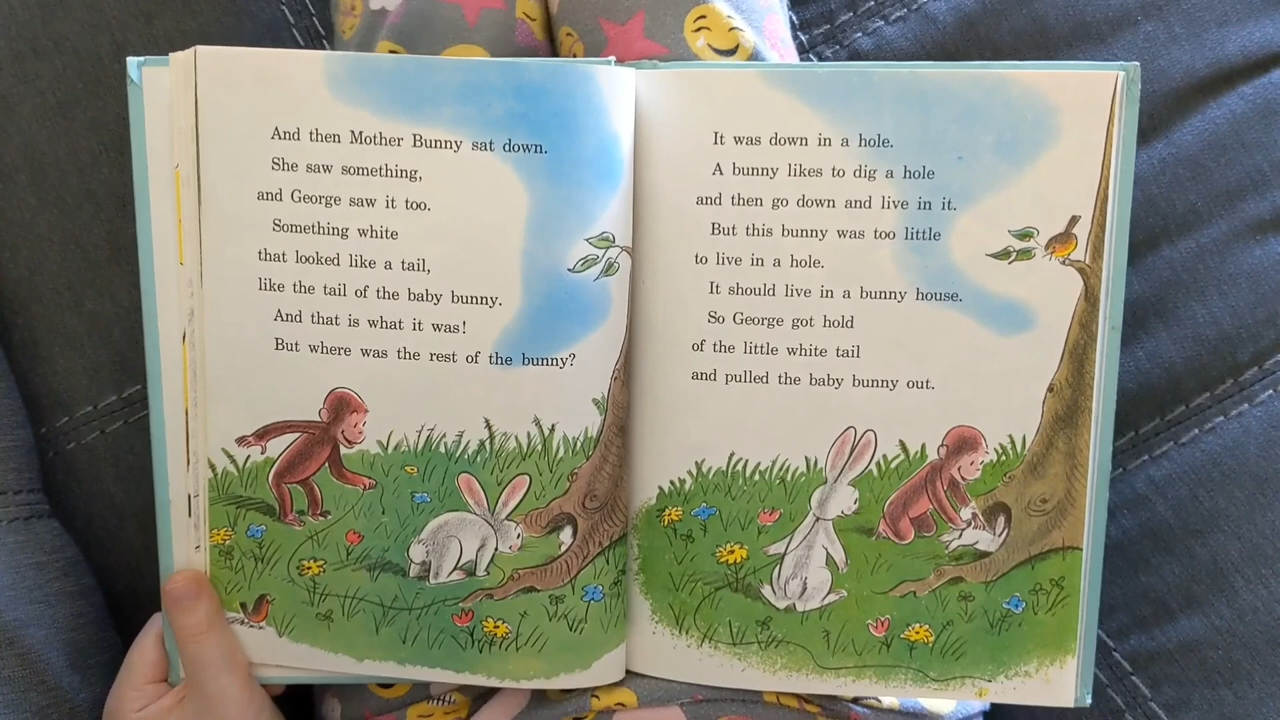 And then Mother Bunny sat down.
She saw something,
and George saw it too.
Something white
that looked like a tail,
like the tail of the baby bunny.
And that is what it was!
But where was the rest of the bunny?
It was down in a hole.
A bunny likes to dig a hole
and then go down and live in it.
But this bunny was too little
to live in a hole.
It should live in a bunny house.
So George got hold
of the little white tail
and pulled the baby bunny out.